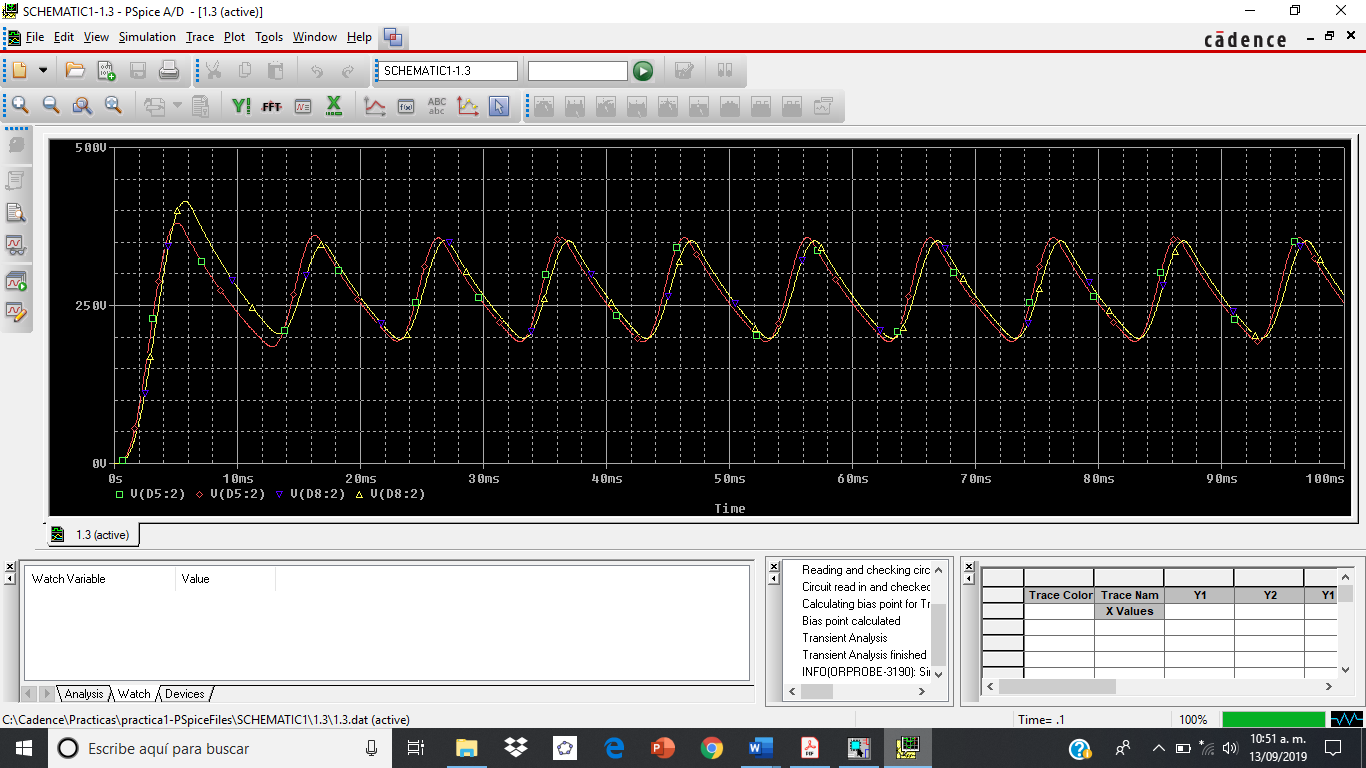 SCHEMATIC1-1.3 - PSpice A/D - [1.3 (active)]
File Edit View Simulation Trace Plot Tools Window Help
cādence
SCHEMATIC1-1.3
FFT
ABC
abc
500V
250V
0V
0s 10ms 20ms 30ms 40ms 50ms 60ms 70ms 80ms 90ms 100ms
V(D5:2) V(D5:2) V(D8:2) V(D8:2)
Time
1.3 (active)
Watch Variable Value
Reading and checking circ
Circuit read in and checked
Calculating bias point for Tr
Bias point calculated
Transient Analysis
Transient Analysis finished
INFO(ORPROBE-3190): Si
Trace Color Trace Nam Y1 Y2 Y1
X Values
Analysis Watch Devices
C:\Cadence\Practicas\practica1-PSpiceFiles\SCHEMATIC1\1.3\1.3.dat (active)
Time= .1
100%
Escribe aquí para buscar
10:51 a. m.
13/09/2019